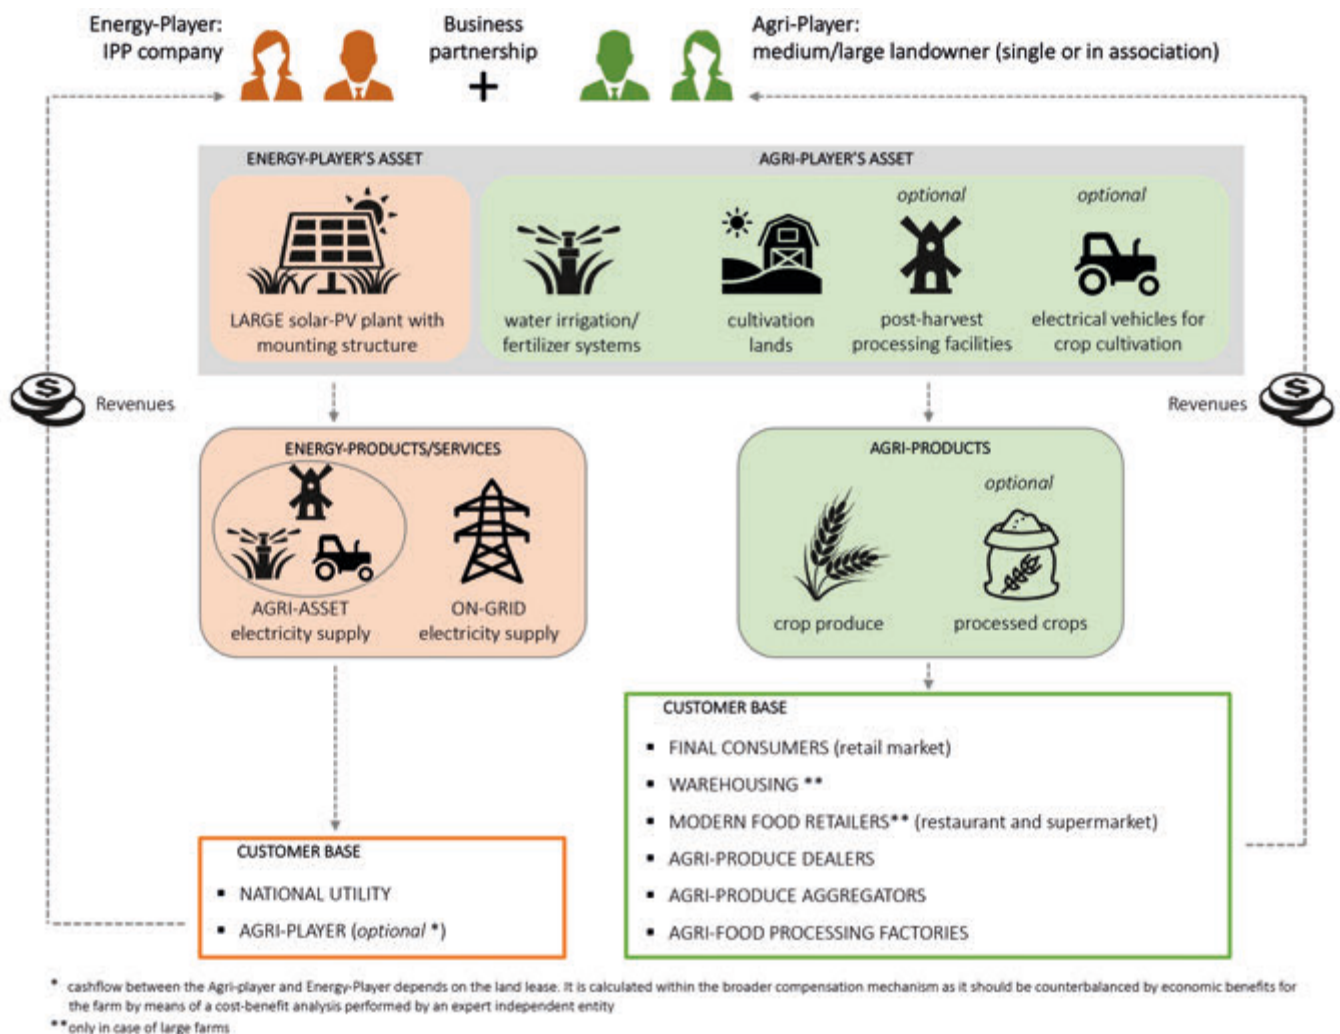 Energy-Player:
IPP company
Business
partnership
+
Agri-Player:
medium/large landowner (single or in association)
ENERGY-PLAYER'S ASSET
AGRI-PLAYER'S ASSET
LARGE solar-PV plant with
mounting structure
water irrigation/
fertilizer systems
cultivation
lands
optional
post-harvest
processing facilities
optional
electrical vehicles for
crop cultivation
$
Revenues
Revenues
$
ENERGY-PRODUCTS/SERVICES
AGRI-ASSET
electricity supply
ON-GRID
electricity supply
AGRI-PRODUCTS
crop produce
optional
processed crops
CUSTOMER BASE
▪ NATIONAL UTILITY
▪ AGRI-PLAYER (optional *)
CUSTOMER BASE
▪ FINAL CONSUMERS (retail market)
▪ WAREHOUSING **
▪ MODERN FOOD RETAILERS** (restaurant and supermarket)
▪ AGRI-PRODUCE DEALERS
▪ AGRI-PRODUCE AGGREGATORS
▪ AGRI-FOOD PROCESSING FACTORIES
* cashflow between the Agri-player and Energy-Player depends on the land lease. It is calculated within the broader compensation mechanism as it should be counterbalanced by economic benefits for
the farm by means of a cost-benefit analysis performed by an expert independent entity
** only in case of large farms